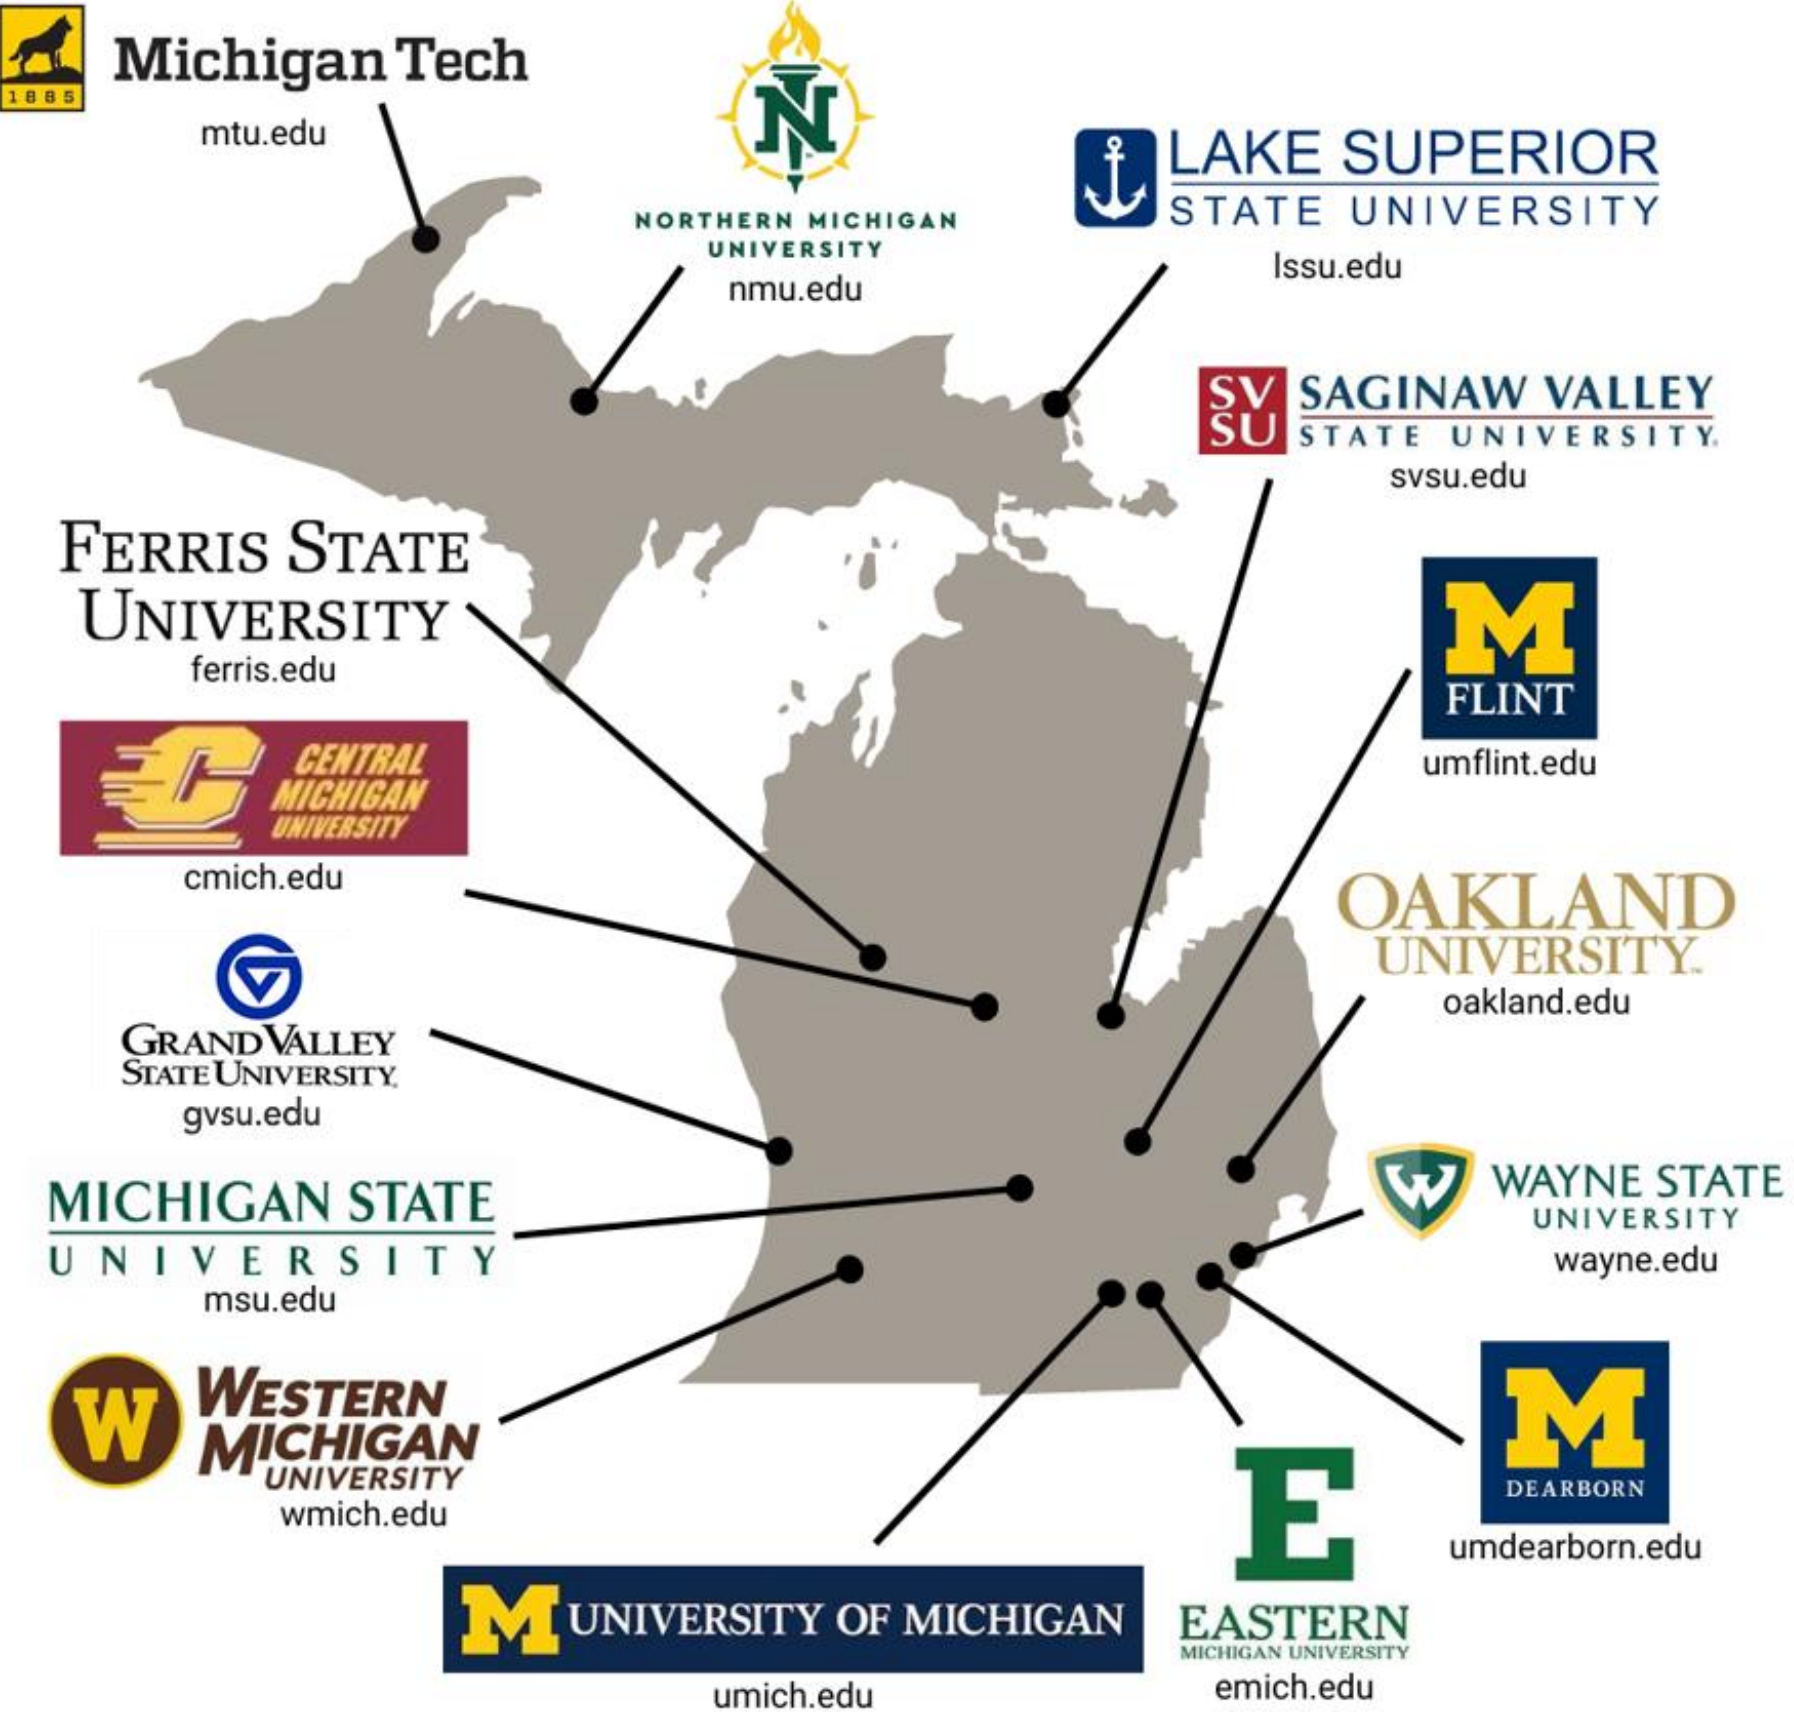 1885
Michigan Tech
mtu.edu
N
NORTHERN MICHIGAN
UNIVERSITY
nmu.edu
LAKE SUPERIOR
STATE UNIVERSITY
lssu.edu
SV
SU
SAGINAW VALLEY
STATE UNIVERSITY
svsu.edu
FERRIS STATE
UNIVERSITY
ferris.edu
M
FLINT
umflint.edu
C
CENTRAL
MICHIGAN
UNIVERSITY
cmich.edu
OAKLAND
UNIVERSITY
oakland.edu
GRAND VALLEY
STATE UNIVERSITY
gvsu.edu
MICHIGAN STATE
UNIVERSITY
msu.edu
W
WAYNE STATE
UNIVERSITY
wayne.edu
W
WESTERN
MICHIGAN
UNIVERSITY
wmich.edu
M
DEARBORN
umdearborn.edu
M UNIVERSITY OF MICHIGAN
umich.edu
E
EASTERN
MICHIGAN UNIVERSITY
emich.edu